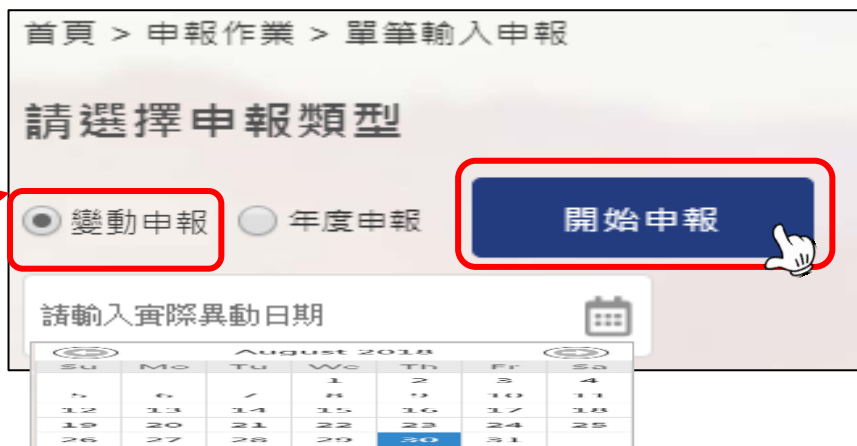 首頁 > 申報作業 > 單筆輸入申報
請選擇申報類型
變動申報 年度申報 開始申報
請輸入實際異動日期
August 2018
Su Mo Tu We Th Fr Sa
1 2 3 4
5 6 7 8 9 10 11
12 13 14 15 16 17 18
19 20 21 22 23 24 25
26 27 28 29 30 31